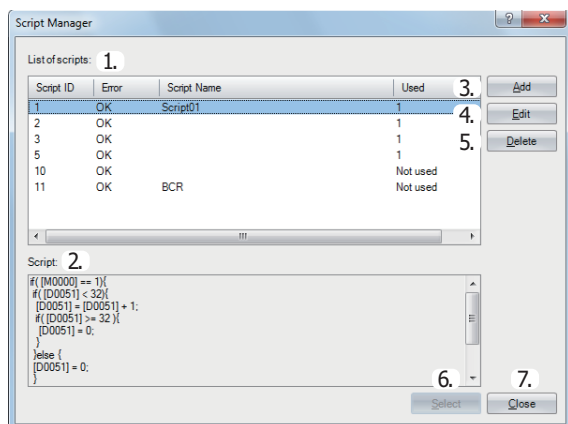 Script Manager
List of scripts: 1.
Script ID Error Script Name Used 3. Add
1 OK Script01 1
2 OK 1 4. Edit
3 OK 1 5. Delete
5 OK 1
10 OK Not used
11 OK BCR Not used
Script: 2.
if( [M0000] == 1){
if( [D0051] < 32){
[D0051] = [D0051] + 1;
if( [D0051] >= 32 ){
[D0051] = 0;
}
}else {
[D0051] = 0;
}
6. 7.
Select Close